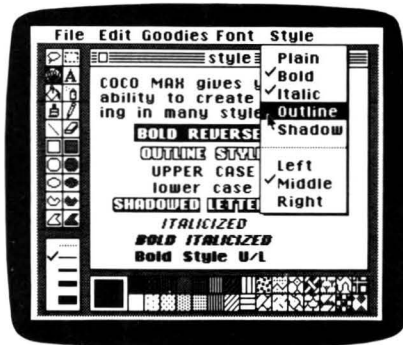 File Edit Goodies Font Style
style
COCO MAX gives y
ability to create
ing in many style
BOLD REVERSE
OUTLINE STYL
UPPER CASE
lower case
SHADOWED LETTER
ITALICIZED
BOLD ITALICIZED
Bold Style U/L
Plain
✓Bold
✓Italic
Outline
Shadow
Left
✓Middle
Right
A